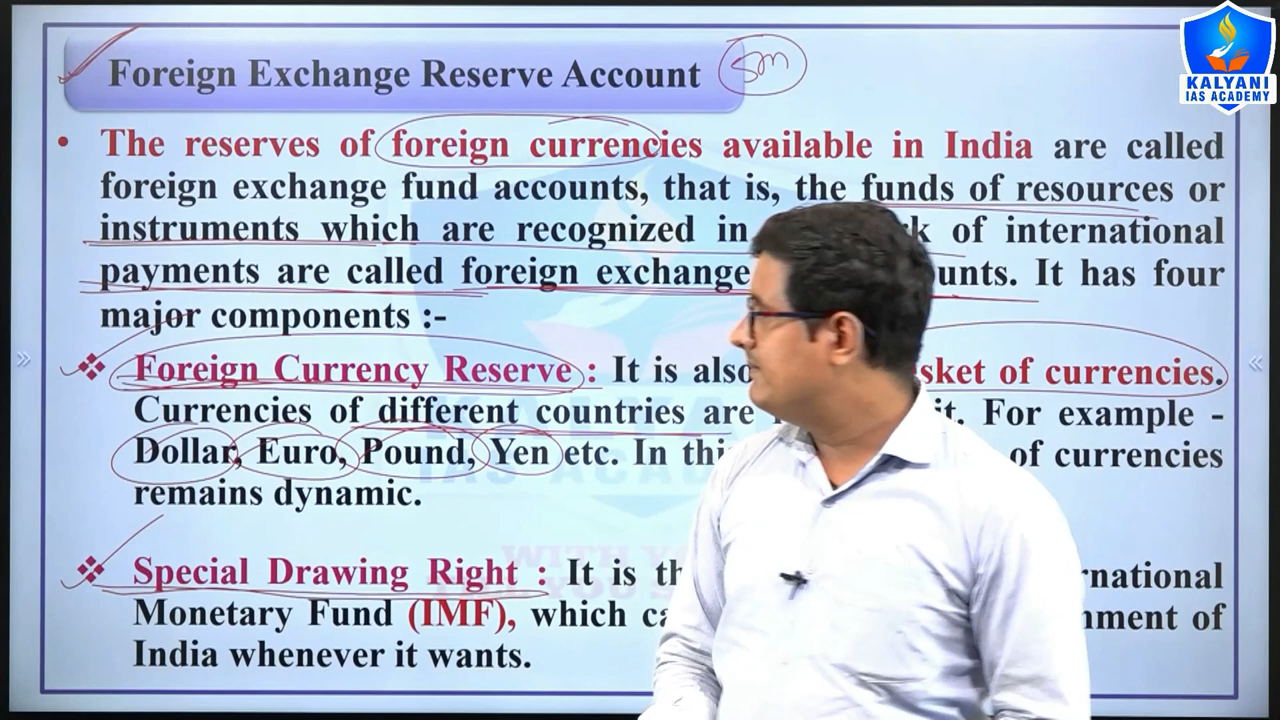 KALYANI
IAS ACADEMY
Foreign Exchange Reserve Account
5m
• The reserves of foreign currencies available in India are called
foreign exchange fund accounts, that is, the funds of resources or
instruments which are recognized in of international
payments are called foreign exchange unts. It has four
major components :-
❖ Foreign Currency Reserve : It is also sket of currencies.
Currencies of different countries are it. For example -
Dollar, Euro, Pound, Yen etc. In of currencies
remains dynamic.
❖ Special Drawing Right : It is rnational
Monetary Fund (IMF), which nment of
India whenever it wants.